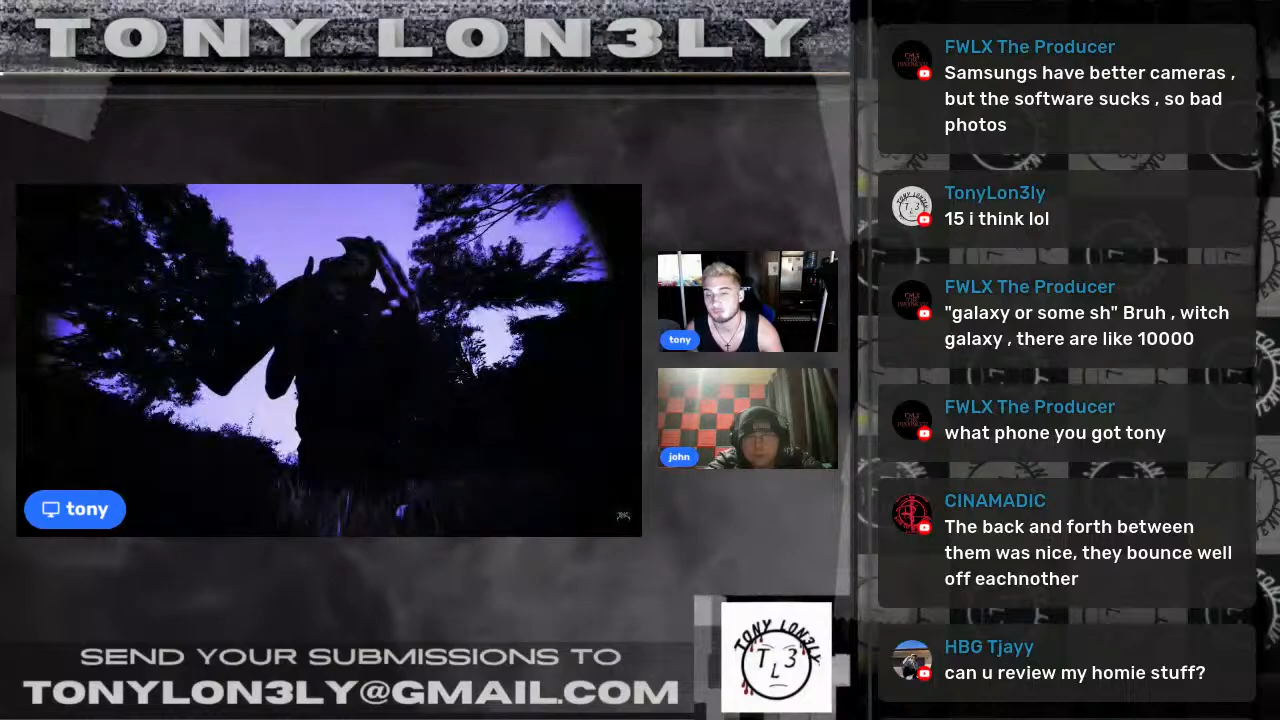 TONY LON3LY
FWLX The Producer
Samsungs have better cameras ,
but the software sucks , so bad
photos
TonyLon3ly
15 i think lol
FWLX The Producer
"galaxy or some sh" Bruh , witch
galaxy , there are like 10000
FWLX The Producer
what phone you got tony
CINAMADIC
The back and forth between
them was nice, they bounce well
off eachnother
HBG Tjayy
can u review my homie stuff?
tony
john
tony
SEND YOUR SUBMISSIONS TO
TONYLON3LY@GMAIL.COM
TONY LON3LY
TL3